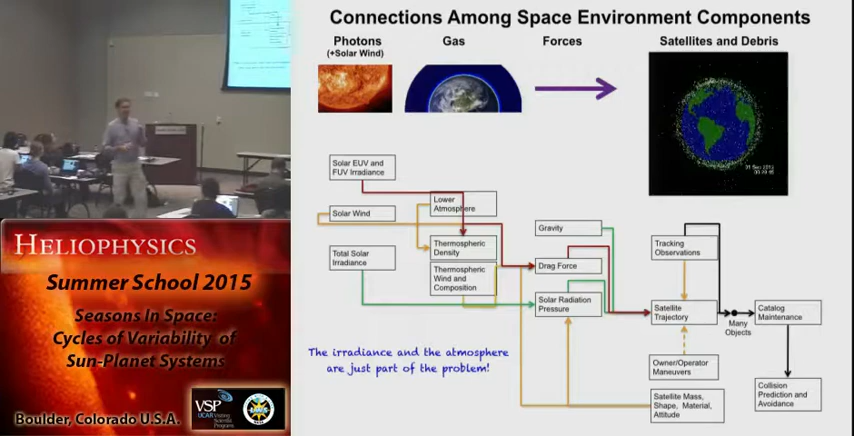 Connections Among Space Environment Components
Photons
(+Solar Wind)
Gas
Forces
Satellites and Debris
Solar EUV and
FUV Irradiance
Solar Wind
Total Solar
Irradiance
Lower
Atmosphere
Thermospheric
Density
Thermospheric
Wind and
Composition
Gravity
Drag Force
Solar Radiation
Pressure
Tracking
Observations
Satellite
Trajectory
Many
Objects
Catalog
Maintenance
Owner/Operator
Maneuvers
Satellite Mass,
Shape, Material,
Attitude
Collision
Prediction and
Avoidance
The irradiance and the atmosphere
are just part of the problem!
HELIOPHYSICS
Summer School 2015
Seasons In Space:
Cycles of Variability of
Sun-Planet Systems
Boulder, Colorado U.S.A.
VSP
UCAR Visiting
Scientist
Programs